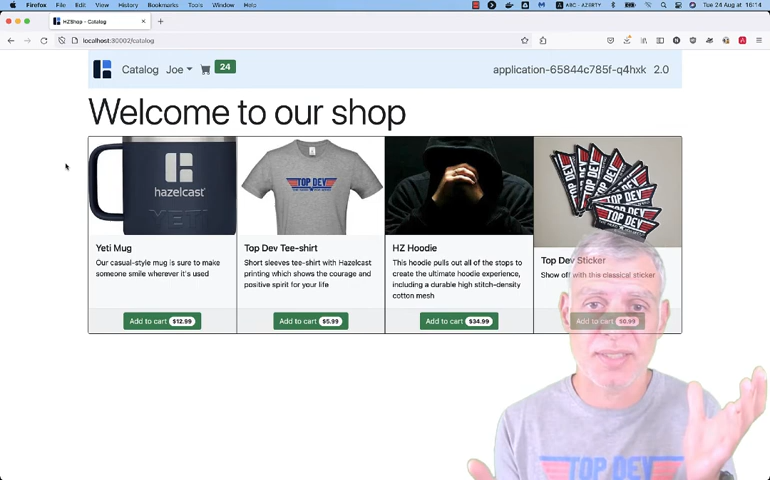 Firefox File Edit View History Bookmarks Tools Window Help
ABC - AZERTY
Tue 24 Aug at 16:14
HZShop - Catalog
localhost:30002/catalog
Catalog Joe 24 application-65844c785f-q4hxk 2.0
Welcome to our shop
hazelcast
YETI
TOP DEV
TOP DEV
Yeti Mug
Our casual-style mug is sure to make
someone smile wherever it's used
Add to cart $12.99
Top Dev Tee-shirt
Short sleeves tee-shirt with Hazelcast
printing which shows the courage and
positive spirit for your life
Add to cart $5.99
HZ Hoodie
This hoodie pulls out all of the stops to
create the ultimate hoodie experience,
including a durable high stitch-density
cotton mesh
Add to cart $34.99
Top Dev Sticker
Show off with this classical sticker
Add to cart $0.99
TOP DEV